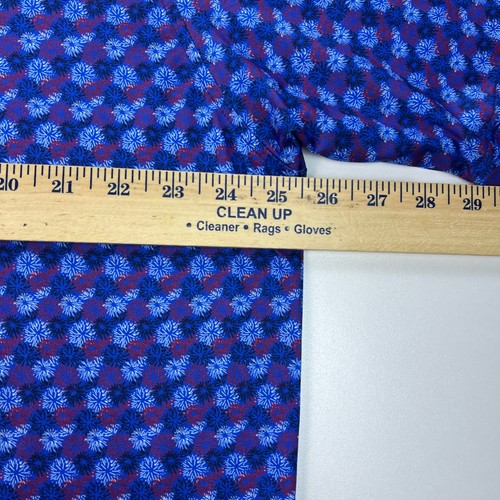 20 21 22 23 24 25 26 27 28 29
CLEAN UP
• Cleaner • Rags • Gloves